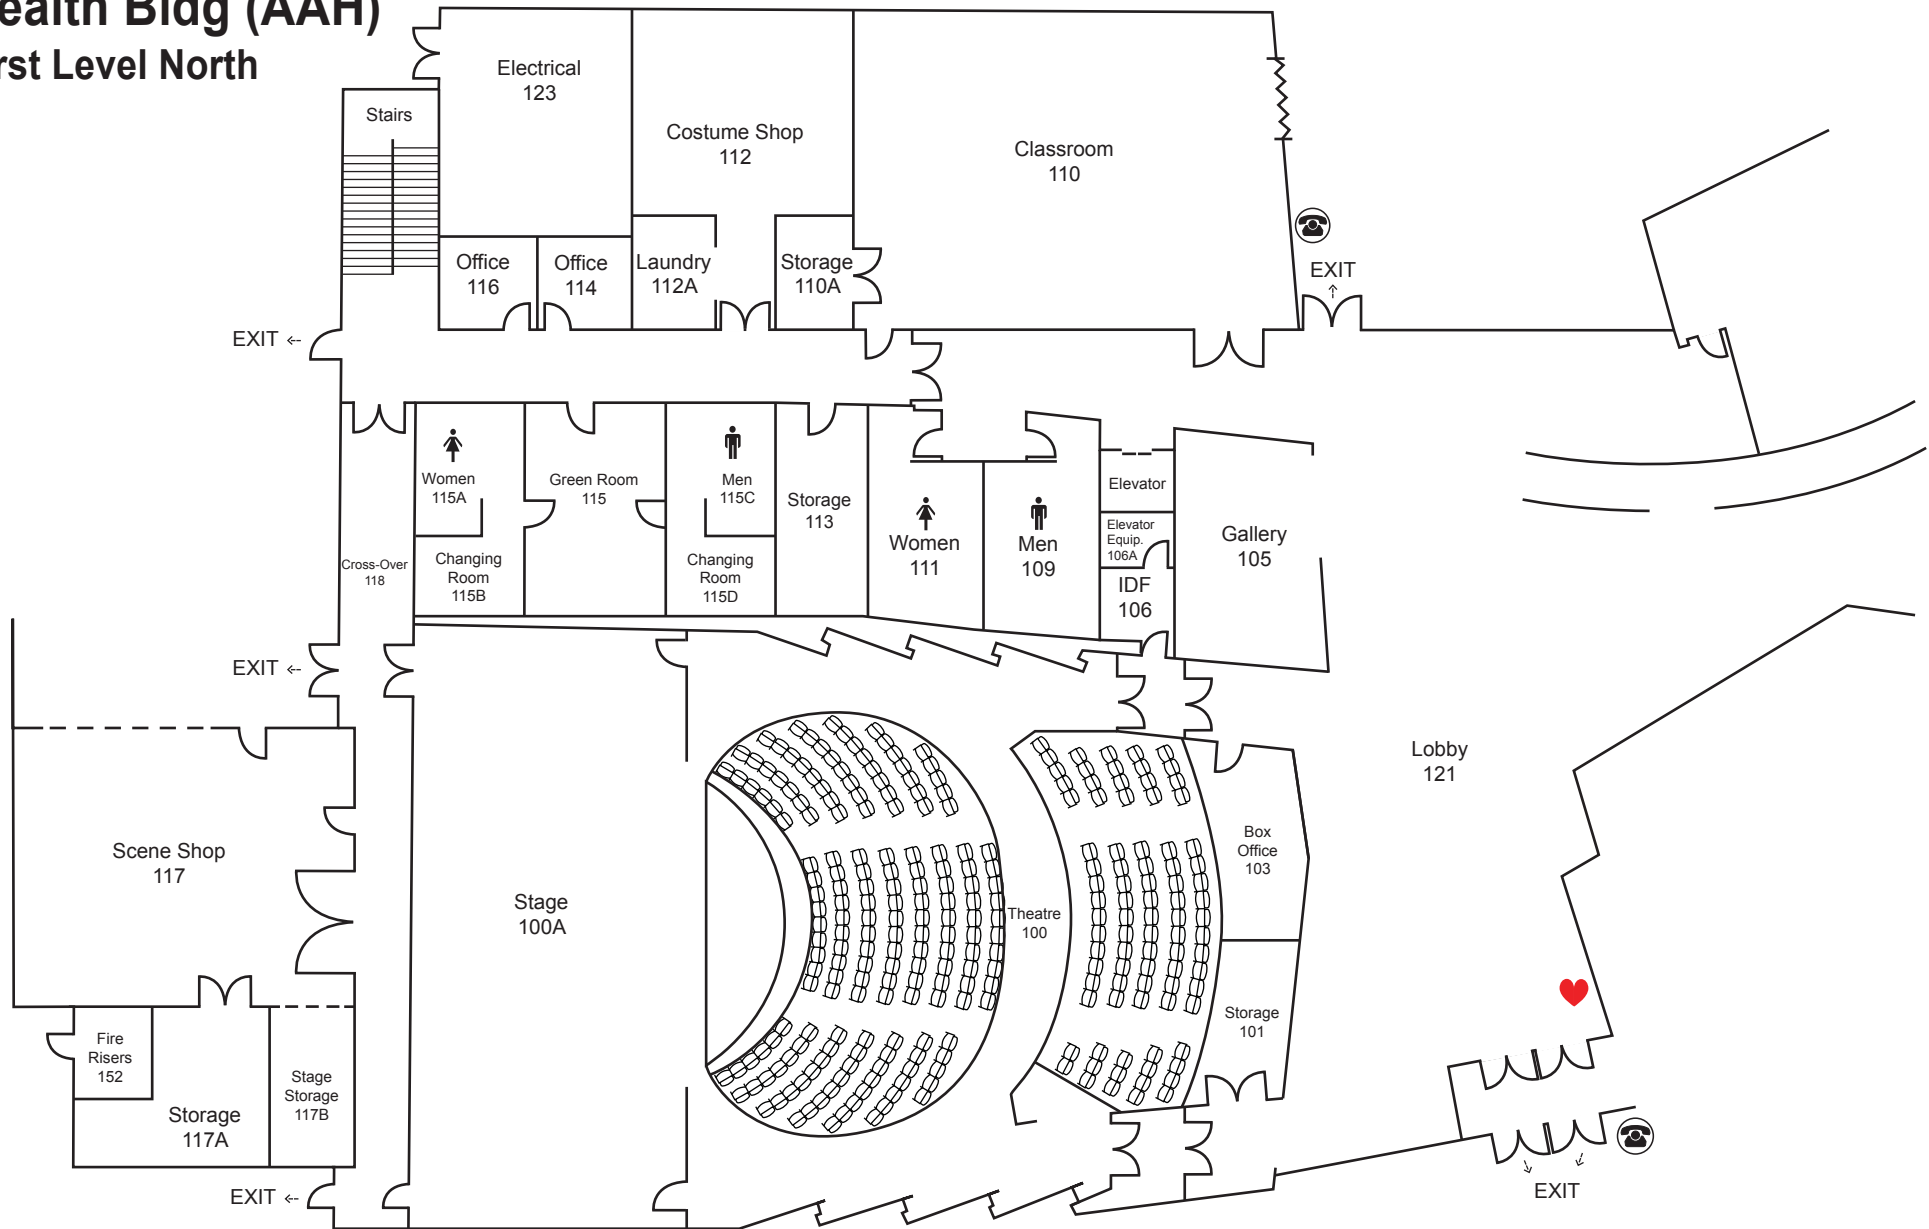 ealth Bldg (AAH)
rst Level North
Electrical
123
Stairs
Costume Shop
112
Classroom
110
Office
116
Office
114
Laundry
112A
Storage
110A
EXIT
EXIT
Women
115A
Green Room
115
Men
115C
Storage
113
Elevator
Elevator
Equip.
106A
Gallery
105
Women
111
Men
109
Cross-Over
118
Changing
Room
115B
Changing
Room
115D
IDF
106
EXIT
Lobby
121
Scene Shop
117
Box
Office
103
Stage
100A
Theatre
100
Storage
101
Fire
Risers
152
Stage
Storage
117B
Storage
117A
EXIT
EXIT